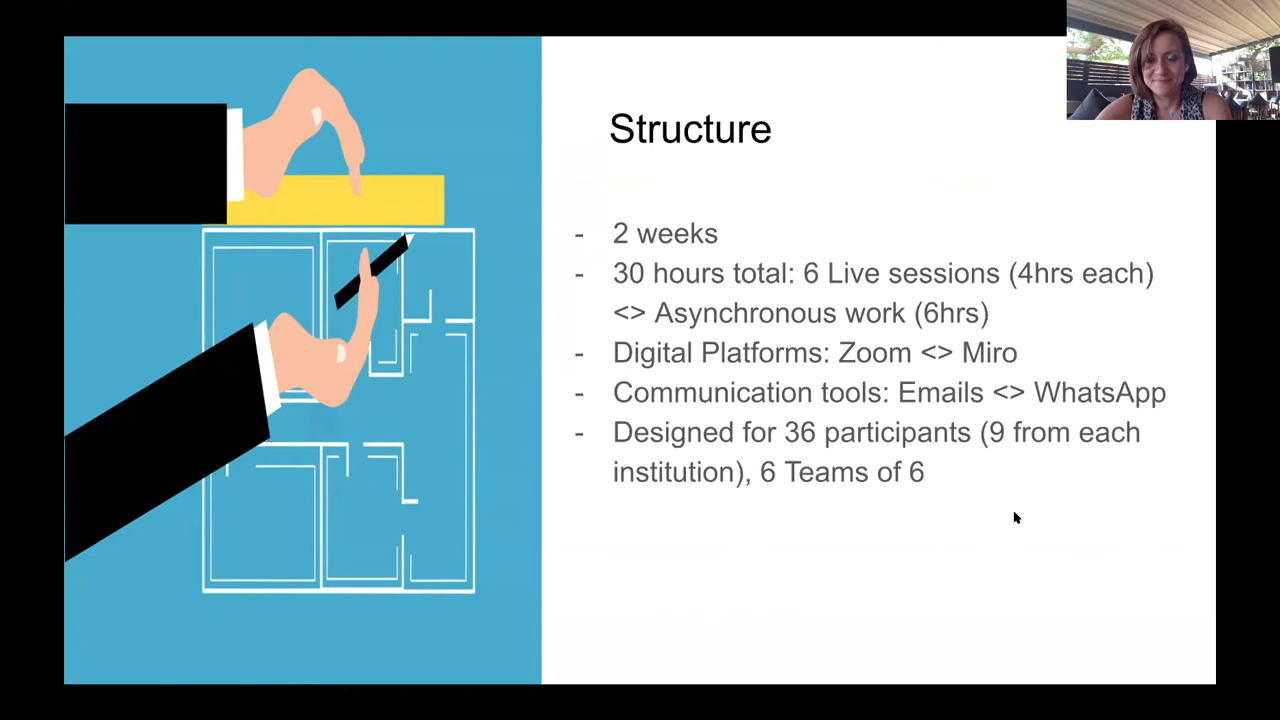 Structure
- 2 weeks
- 30 hours total: 6 Live sessions (4hrs each)
<> Asynchronous work (6hrs)
- Digital Platforms: Zoom <> Miro
- Communication tools: Emails <> WhatsApp
- Designed for 36 participants (9 from each
institution), 6 Teams of 6